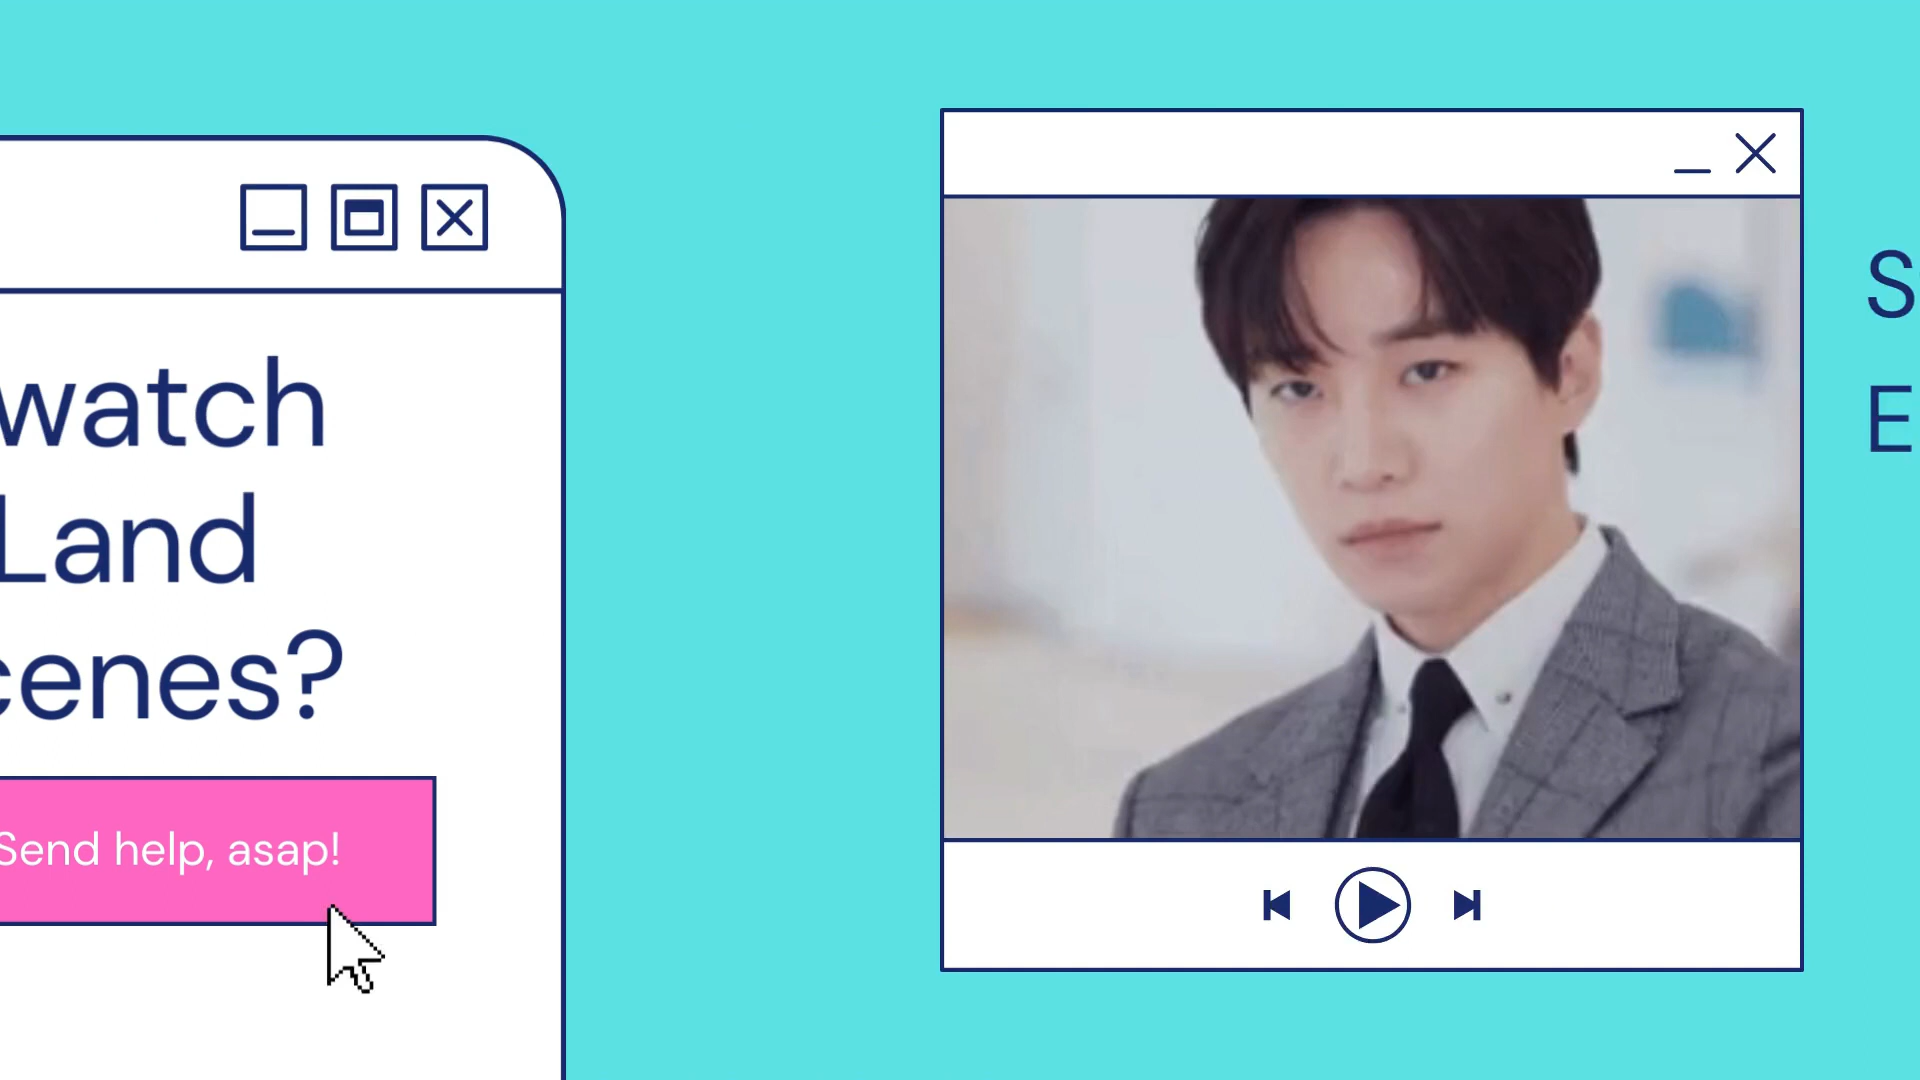 watch
Land
cenes?
Send help, asap!
S
E